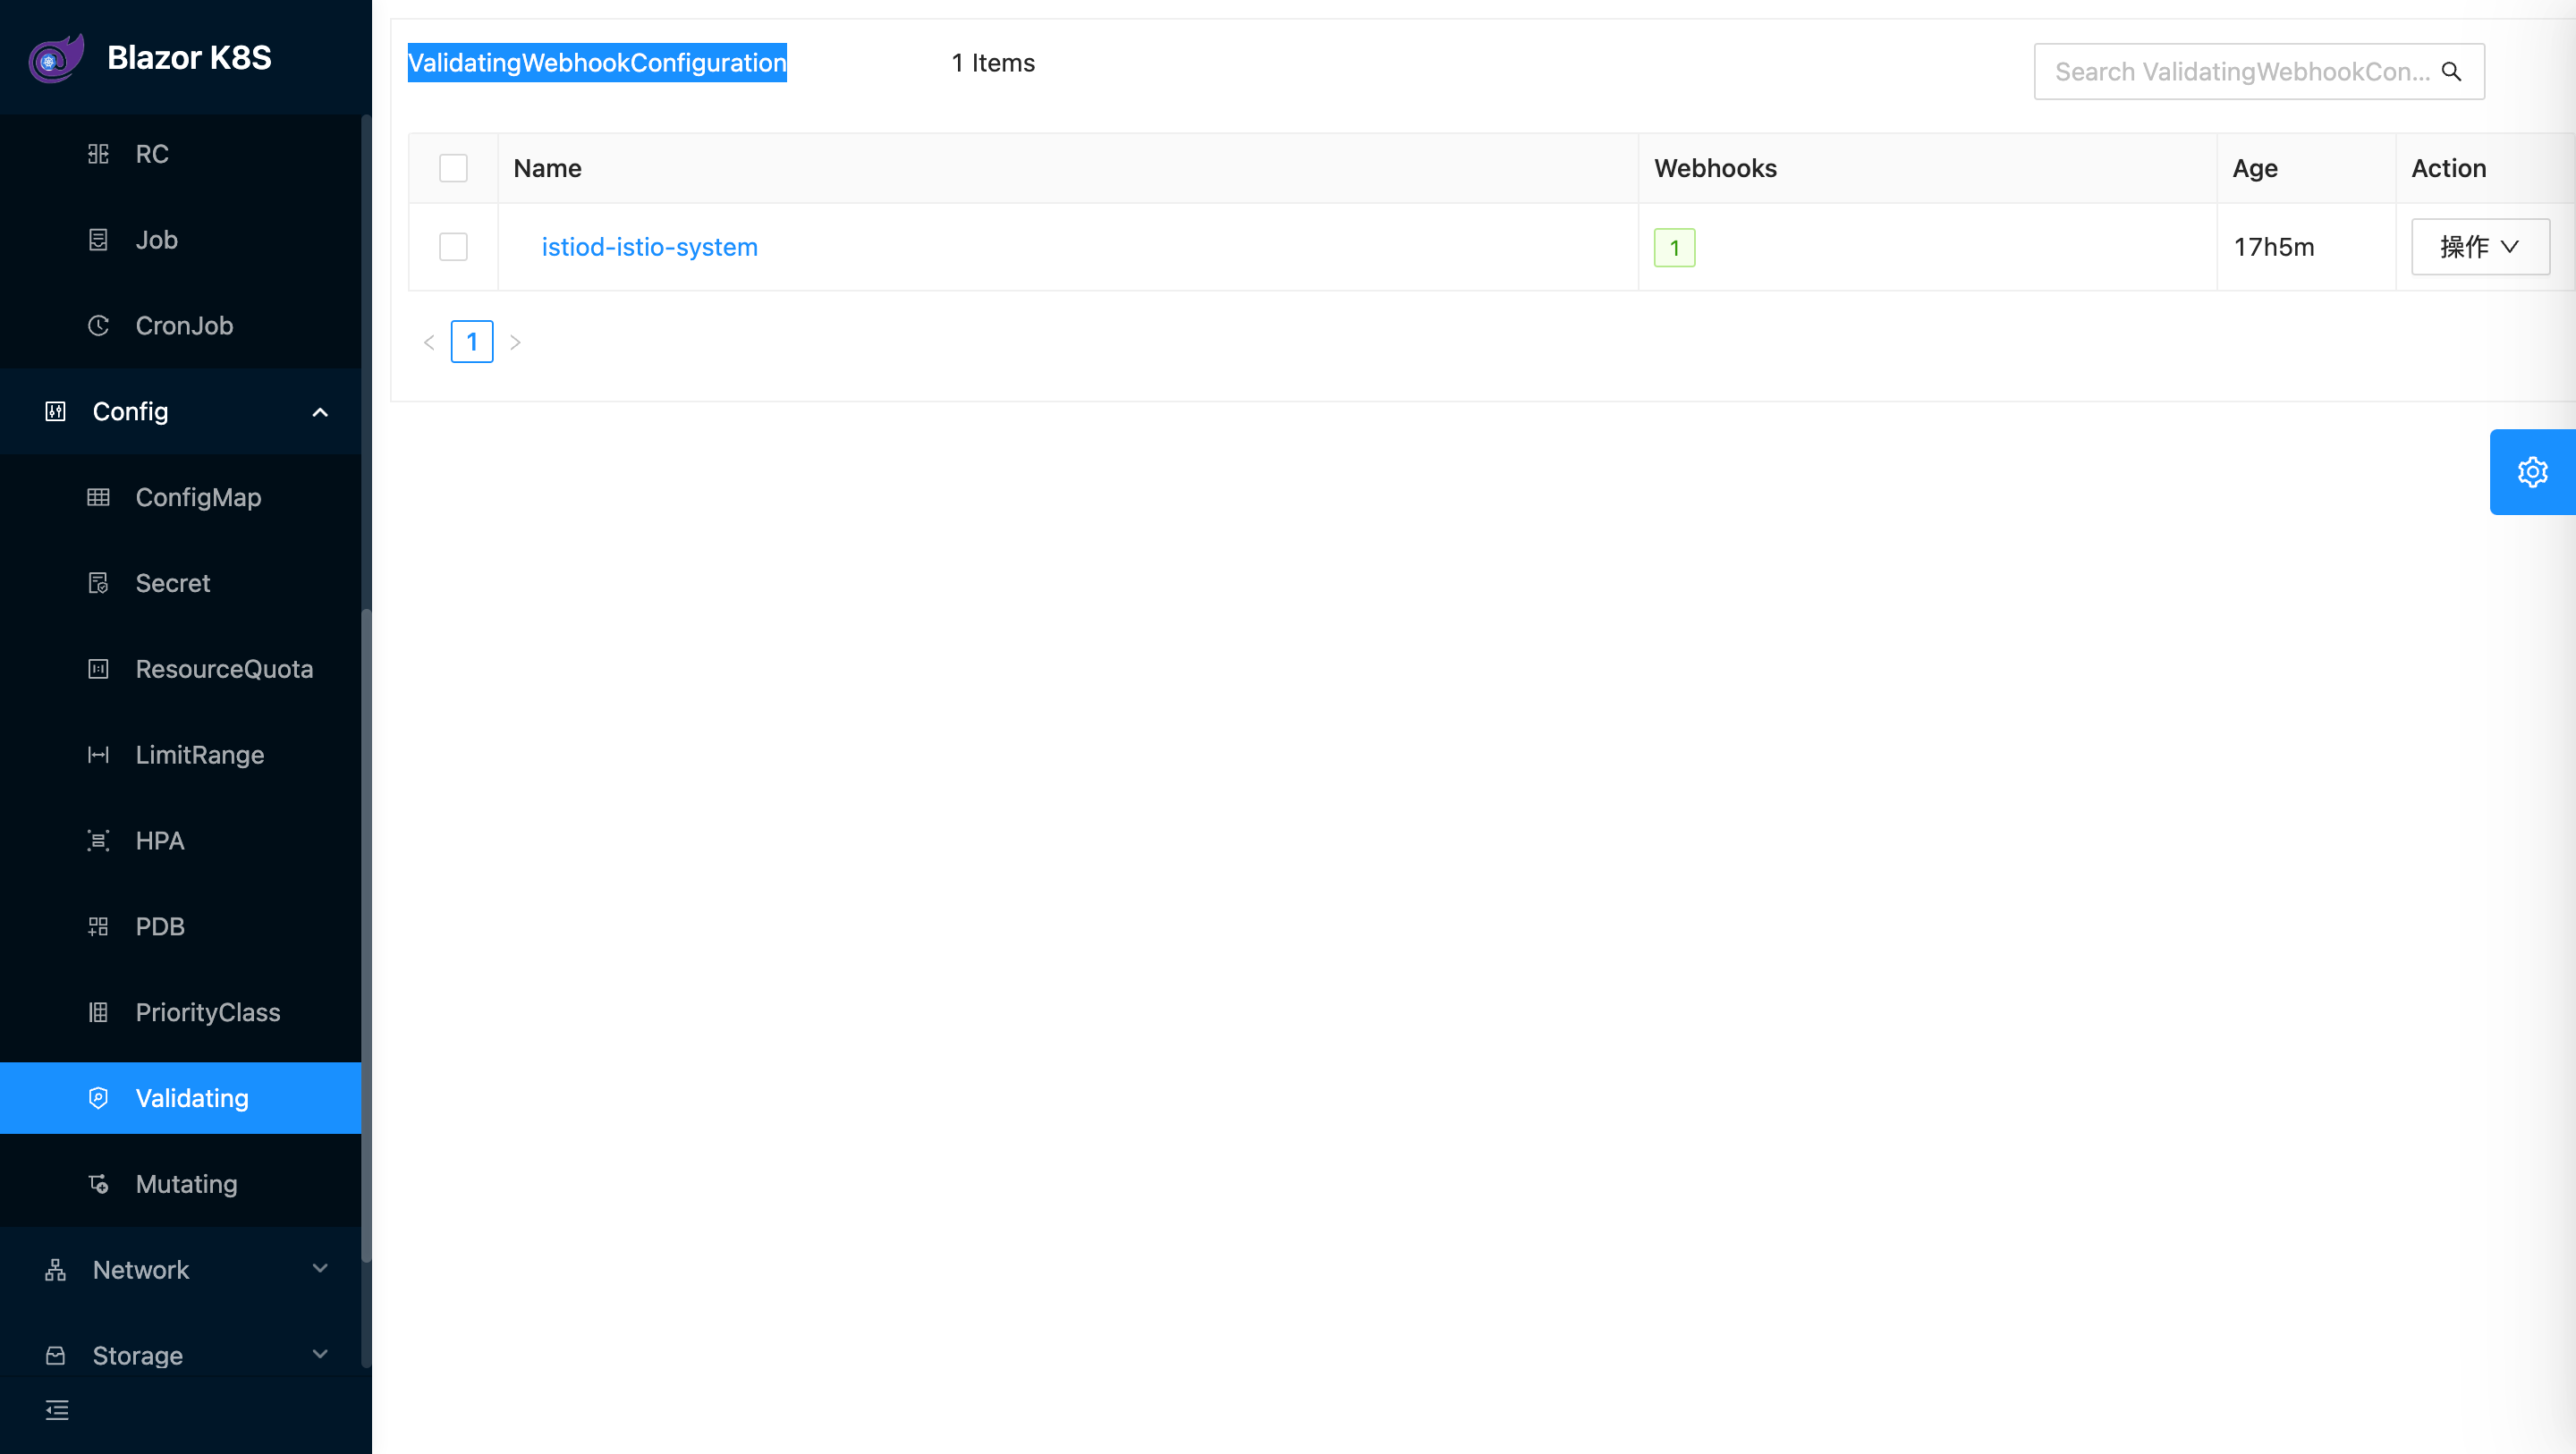 Blazor K8S
RC
Job
CronJob
Config
ConfigMap
Secret
ResourceQuota
LimitRange
HPA
PDB
PriorityClass
Validating
Mutating
Network
Storage
ValidatingWebhookConfiguration
1 Items
Search ValidatingWebhookCon...
Name Webhooks Age Action
istiod-istio-system 1 17h5m 操作
1